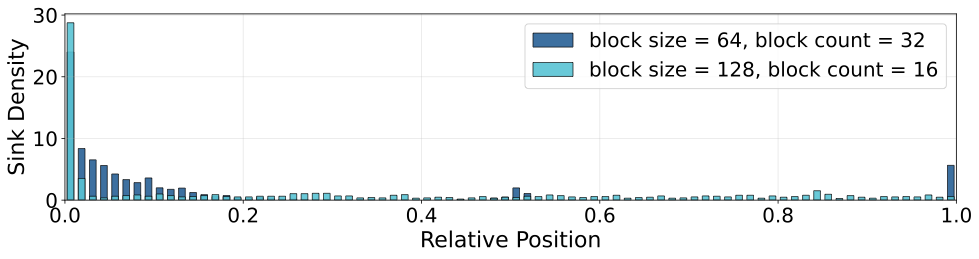 30
20
10
0
Sink Density
block size = 64, block count = 32
block size = 128, block count = 16
0.0 0.2 0.4 0.6 0.8 1.0
Relative Position